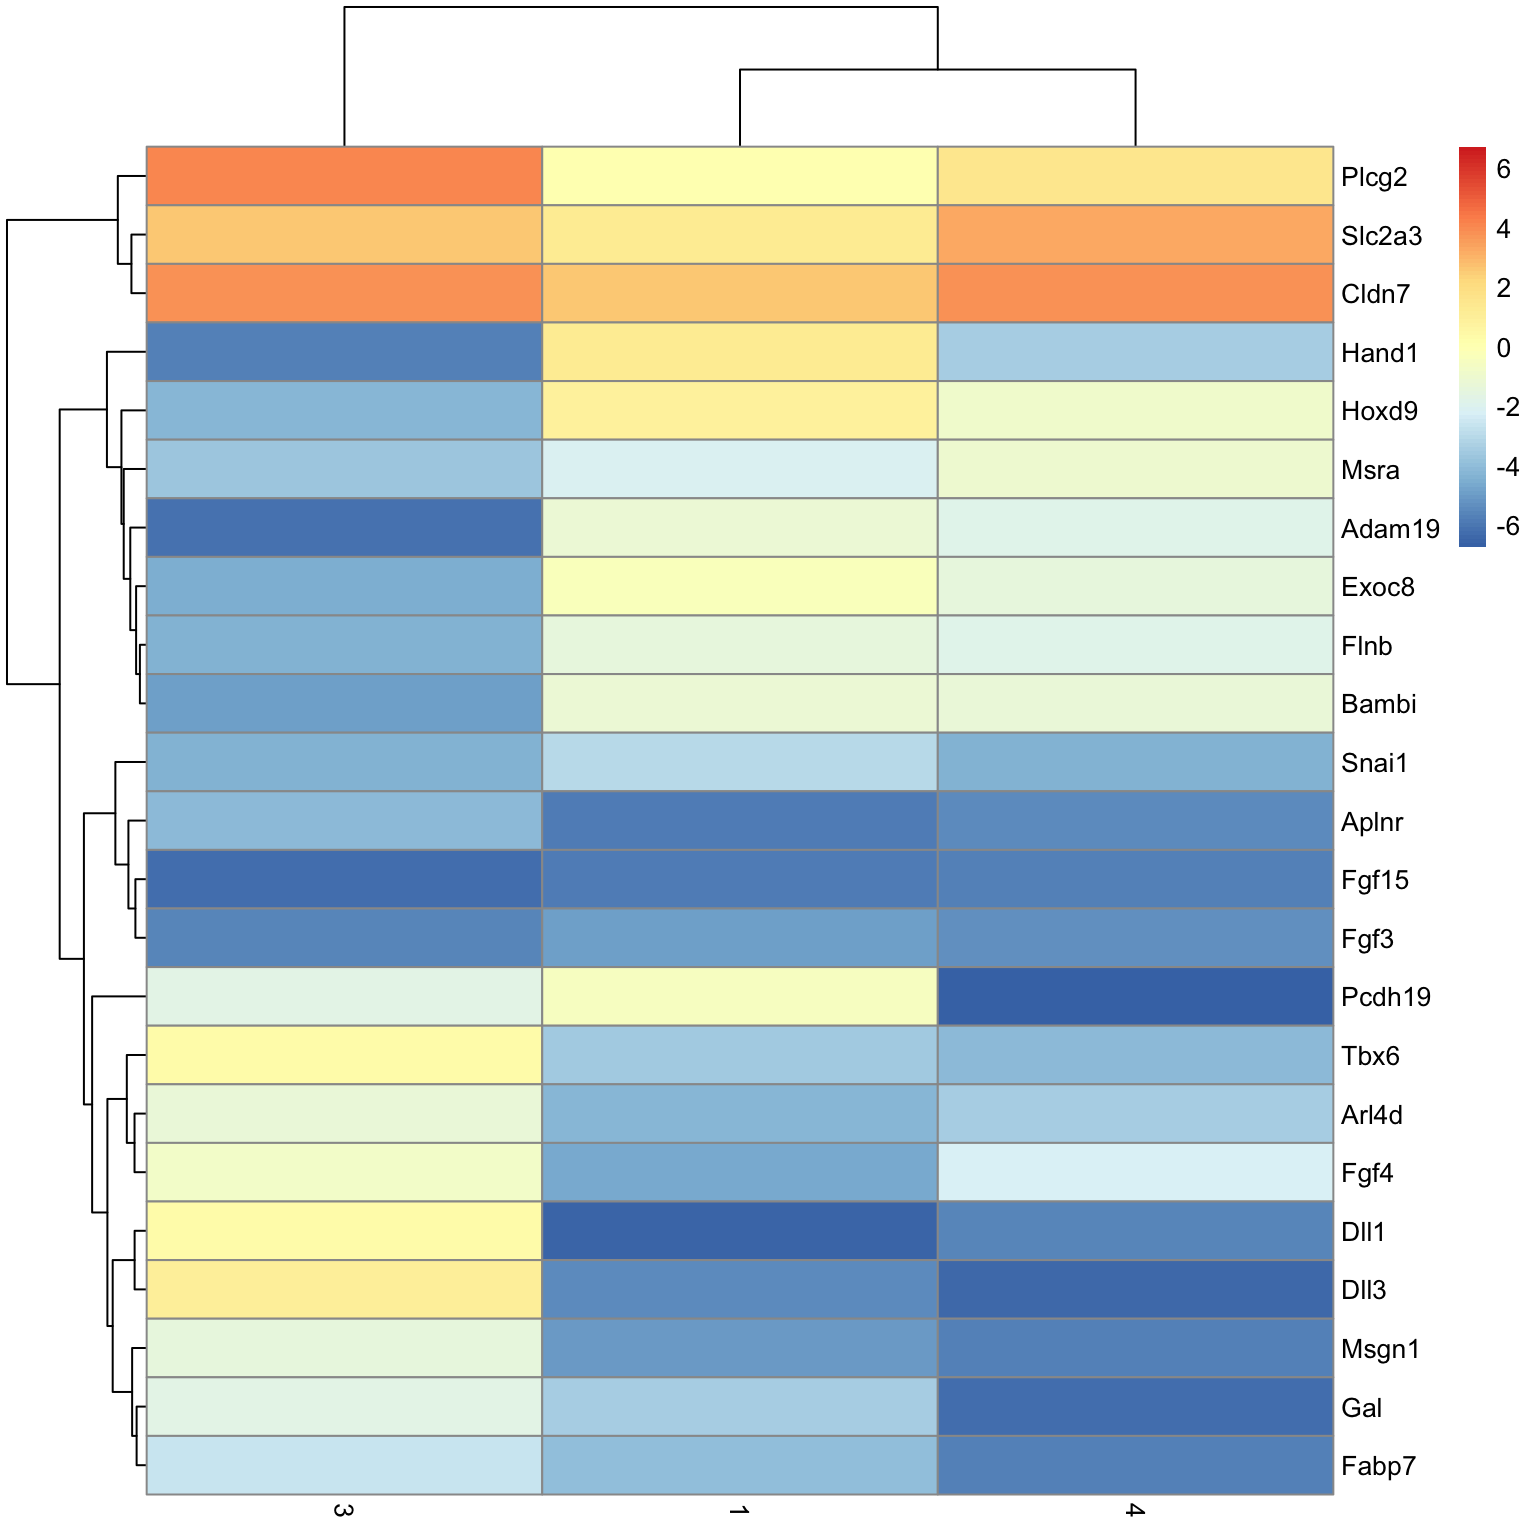 Plcg2
Slc2a3
Cldn7
Hand1
Hoxd9
Msra
Adam19
Exoc8
Flnb
Bambi
Snai1
Aplnr
Fgf15
Fgf3
Pcdh19
Tbx6
Arl4d
Fgf4
Dll1
Dll3
Msgn1
Gal
Fabp7
6
4
2
0
-2
-4
-6
3
1
4